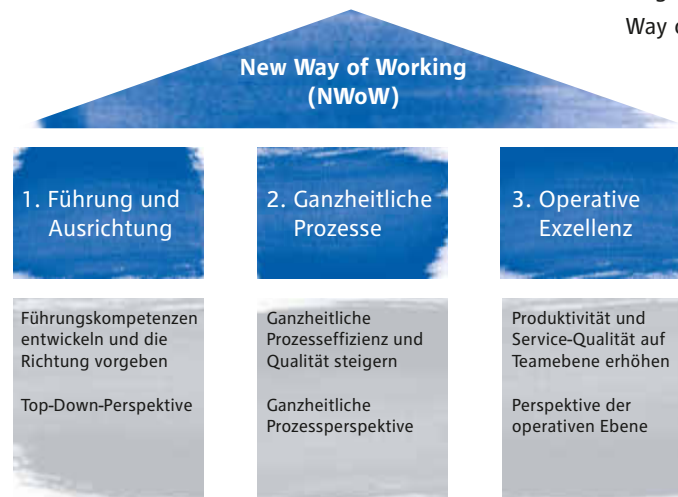 Way
New Way of Working
(NWoW)
1. Führung und
Ausrichtung
2. Ganzheitliche
Prozesse
3. Operative
Exzellenz
Führungskompetenzen
entwickeln und die
Richtung vorgeben
Top-Down-Perspektive
Ganzheitliche
Prozesseffizienz und
Qualität steigern
Ganzheitliche
Prozessperspektive
Produktivität und
Service-Qualität auf
Teamebene erhöhen
Perspektive der
operativen Ebene